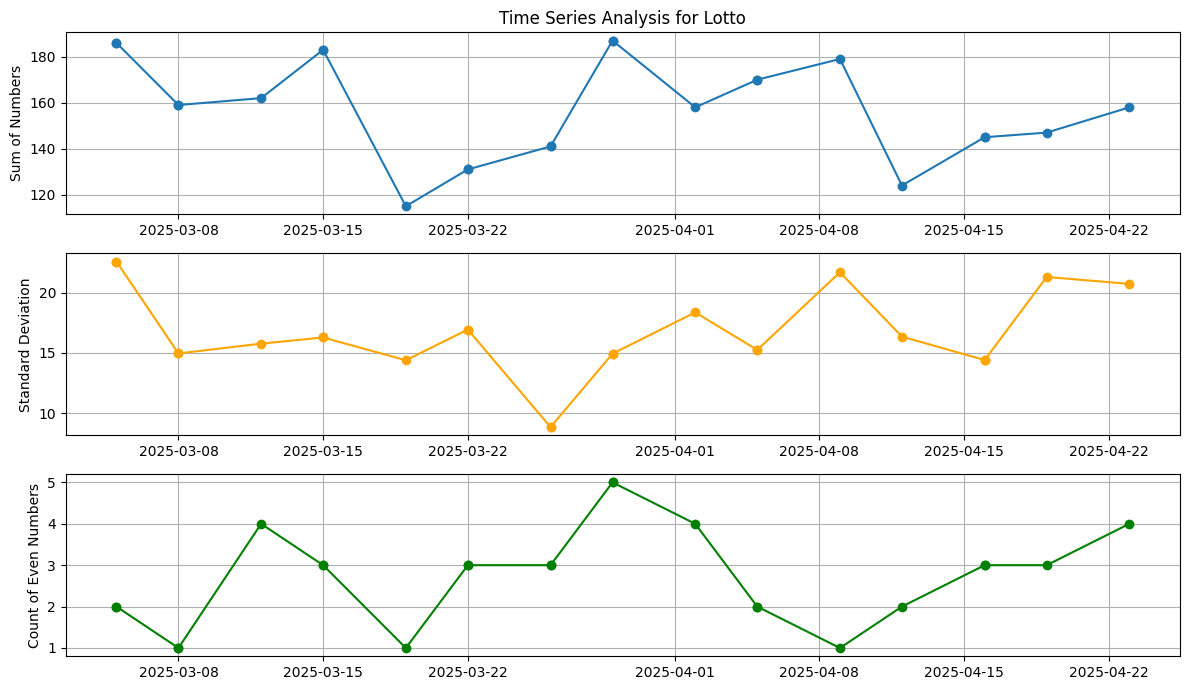 Time Series Analysis for Lotto
Sum of Numbers
180
160
140
120
2025-03-08 2025-03-15 2025-03-22 2025-04-01 2025-04-08 2025-04-15 2025-04-22
Standard Deviation
20
15
10
2025-03-08 2025-03-15 2025-03-22 2025-04-01 2025-04-08 2025-04-15 2025-04-22
Count of Even Numbers
5
4
3
2
1
2025-03-08 2025-03-15 2025-03-22 2025-04-01 2025-04-08 2025-04-15 2025-04-22